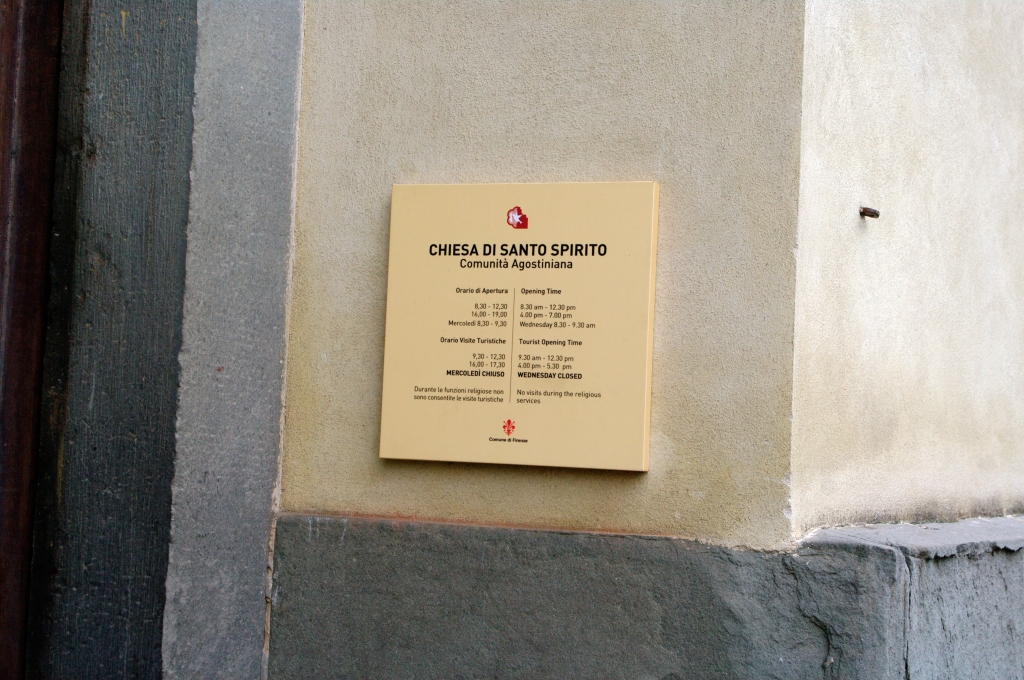 CHIESA DI SANTO SPIRITO
Comunità Agostiniana
Orario di Apertura
8,30 - 12,30
16,00 - 19,00
Mercoledì 8,30 - 9,30
Orario Visite Turistiche
9,30 - 12,30
16,00 - 17,30
MERCOLEDÌ CHIUSO
Durante le funzioni religiose non
sono consentite le visite turistiche
Opening Time
8.30 am - 12.30 pm
4.00 pm - 7.00 pm
Wednesday 8.30 - 9.30 am
Tourist Opening Time
9.30 am - 12.30 pm
4.00 pm - 5.30 pm
WEDNESDAY CLOSED
No visits during the religious
services
Comune di Firenze